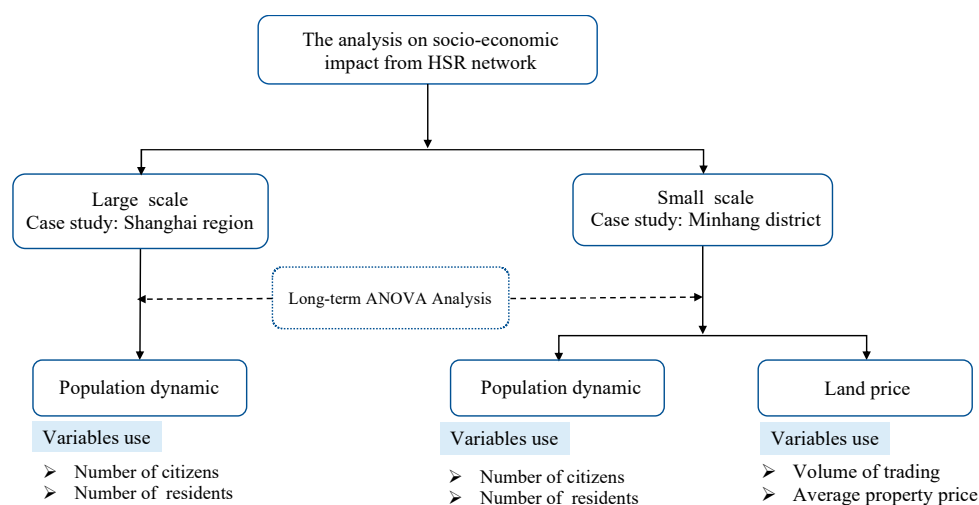 The analysis on socio-economic
impact from HSR network
Large scale
Case study: Shanghai region
Small scale
Case study: Minhang district
Long-term ANOVA Analysis
Population dynamic
Population dynamic
Land price
Variables use
Variables use
Variables use
➢ Number of citizens
➢ Number of residents
➢ Number of citizens
➢ Number of residents
➢ Volume of trading
➢ Average property price